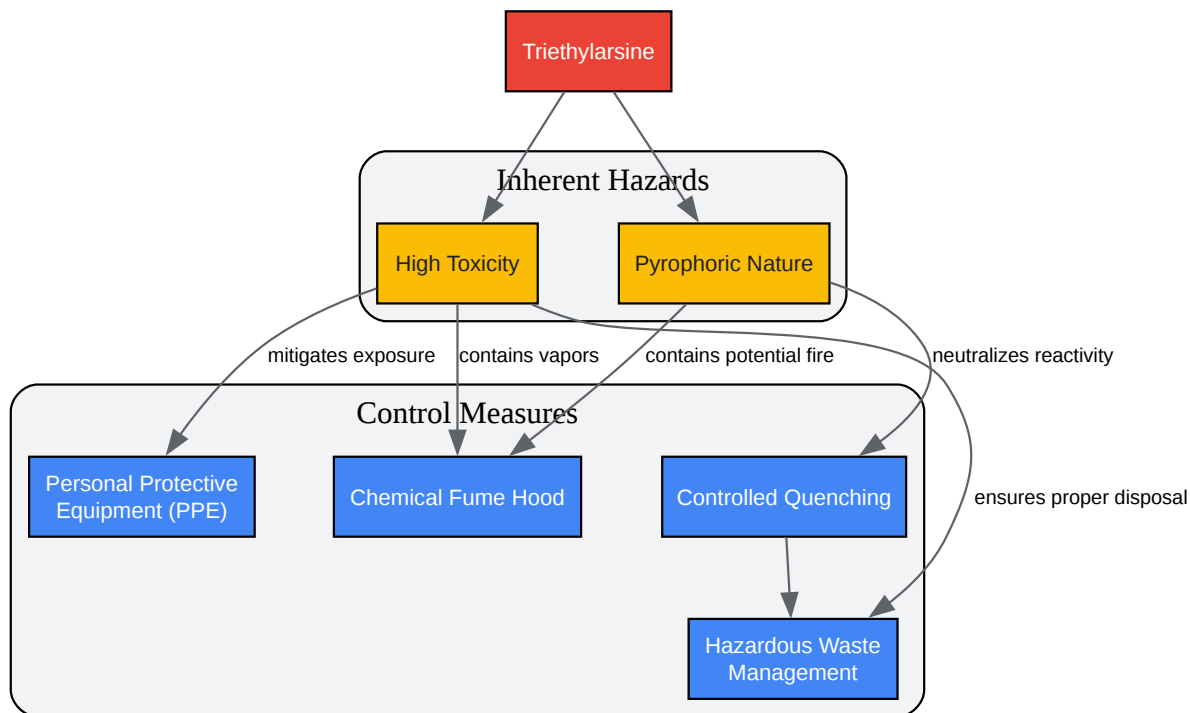 Triethylarsine
Inherent Hazards
High Toxicity
Pyrophoric Nature
mitigates exposure
contains vapors
contains potential fire
neutralizes reactivity
Control Measures
Personal Protective
Equipment (PPE)
Chemical Fume Hood
Controlled Quenching
ensures proper disposal
Hazardous Waste
Management